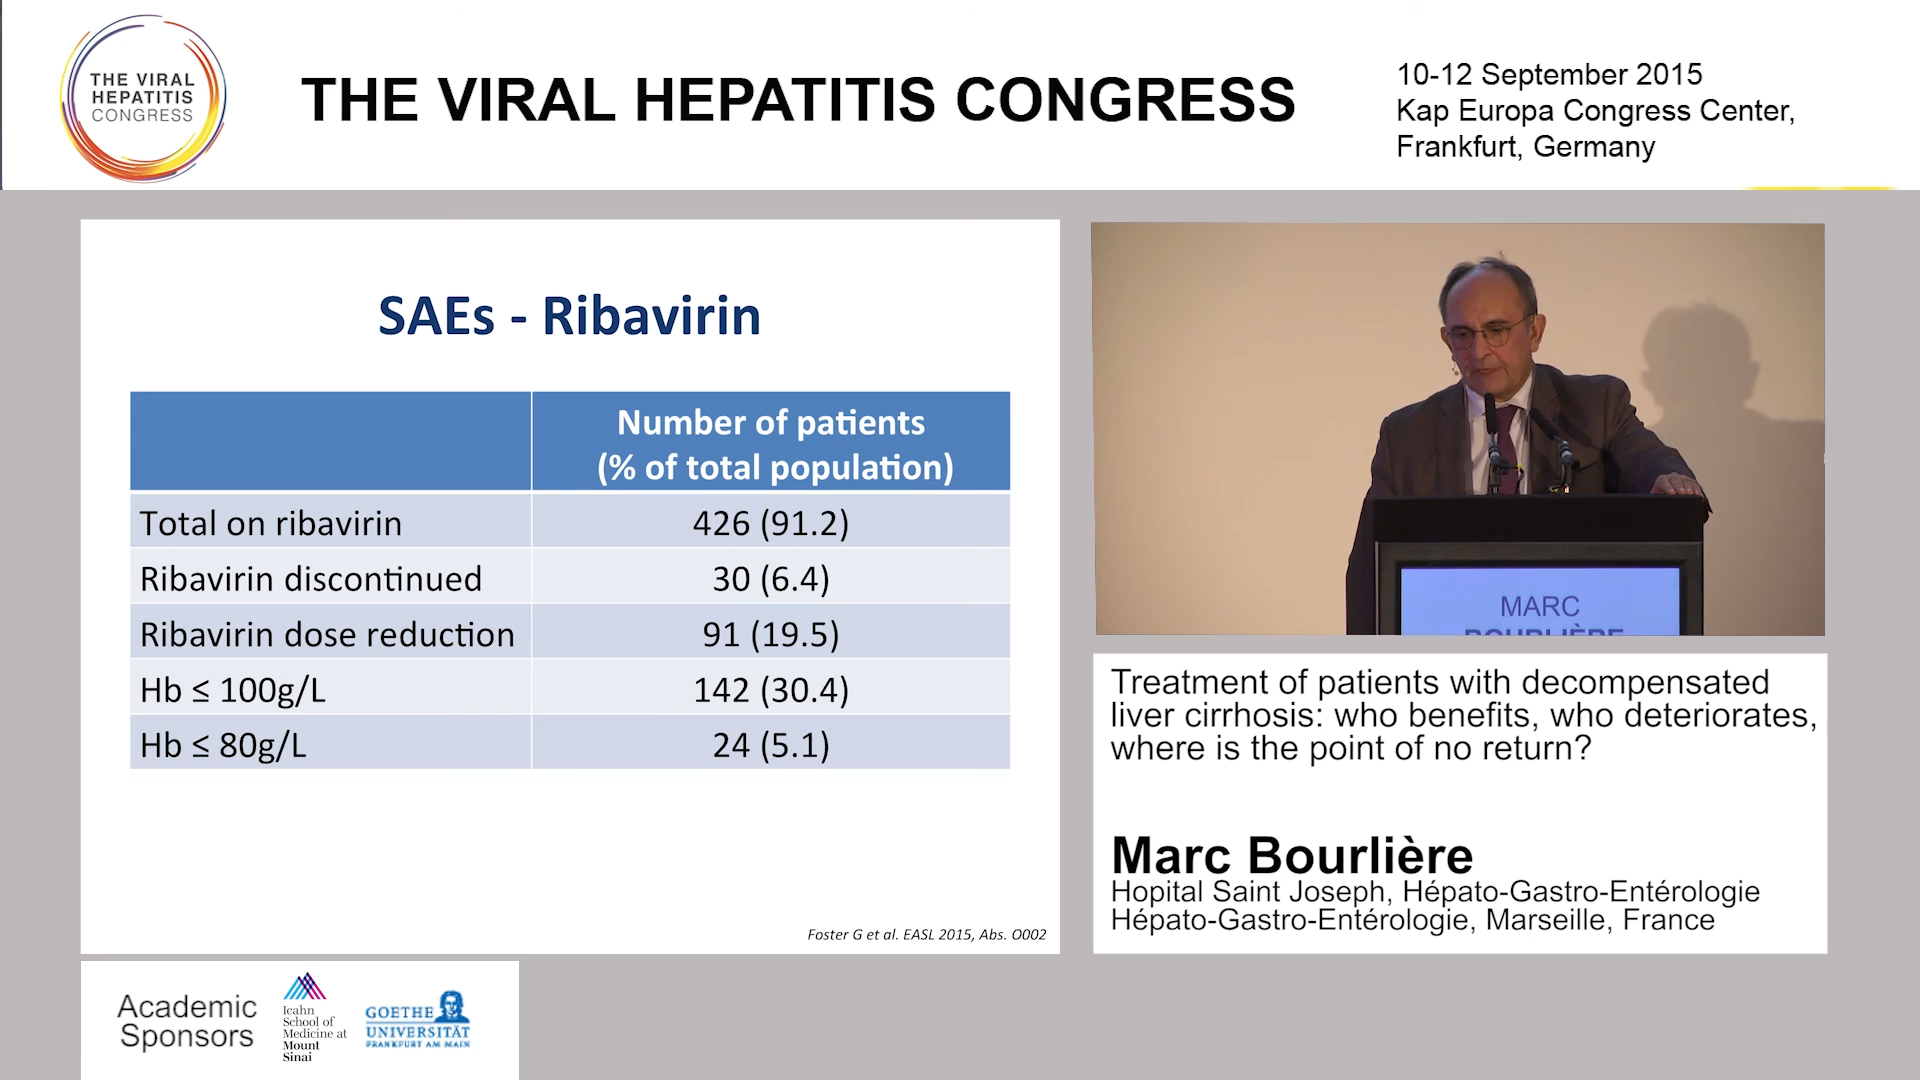 THE VIRAL
HEPATITIS
CONGRESS
THE VIRAL HEPATITIS CONGRESS
10-12 September 2015
Kap Europa Congress Center,
Frankfurt, Germany
SAEs - Ribavirin
Number of patients
(% of total population)
Total on ribavirin 426 (91.2)
Ribavirin discontinued 30 (6.4)
Ribavirin dose reduction 91 (19.5)
Hb ≤ 100g/L 142 (30.4)
Hb ≤ 80g/L 24 (5.1)
Foster G et al. EASL 2015, Abs. O002
MARC
BOURLIÈRE
Treatment of patients with decompensated
liver cirrhosis: who benefits, who deteriorates,
where is the point of no return?
Marc Bourlière
Hopital Saint Joseph, Hépato-Gastro-Entérologie
Hépato-Gastro-Entérologie, Marseille, France
Academic
Sponsors
Icahn
School of
Medicine at
Mount
Sinai
GOETHE
UNIVERSITÄT
FRANKFURT AM MAIN